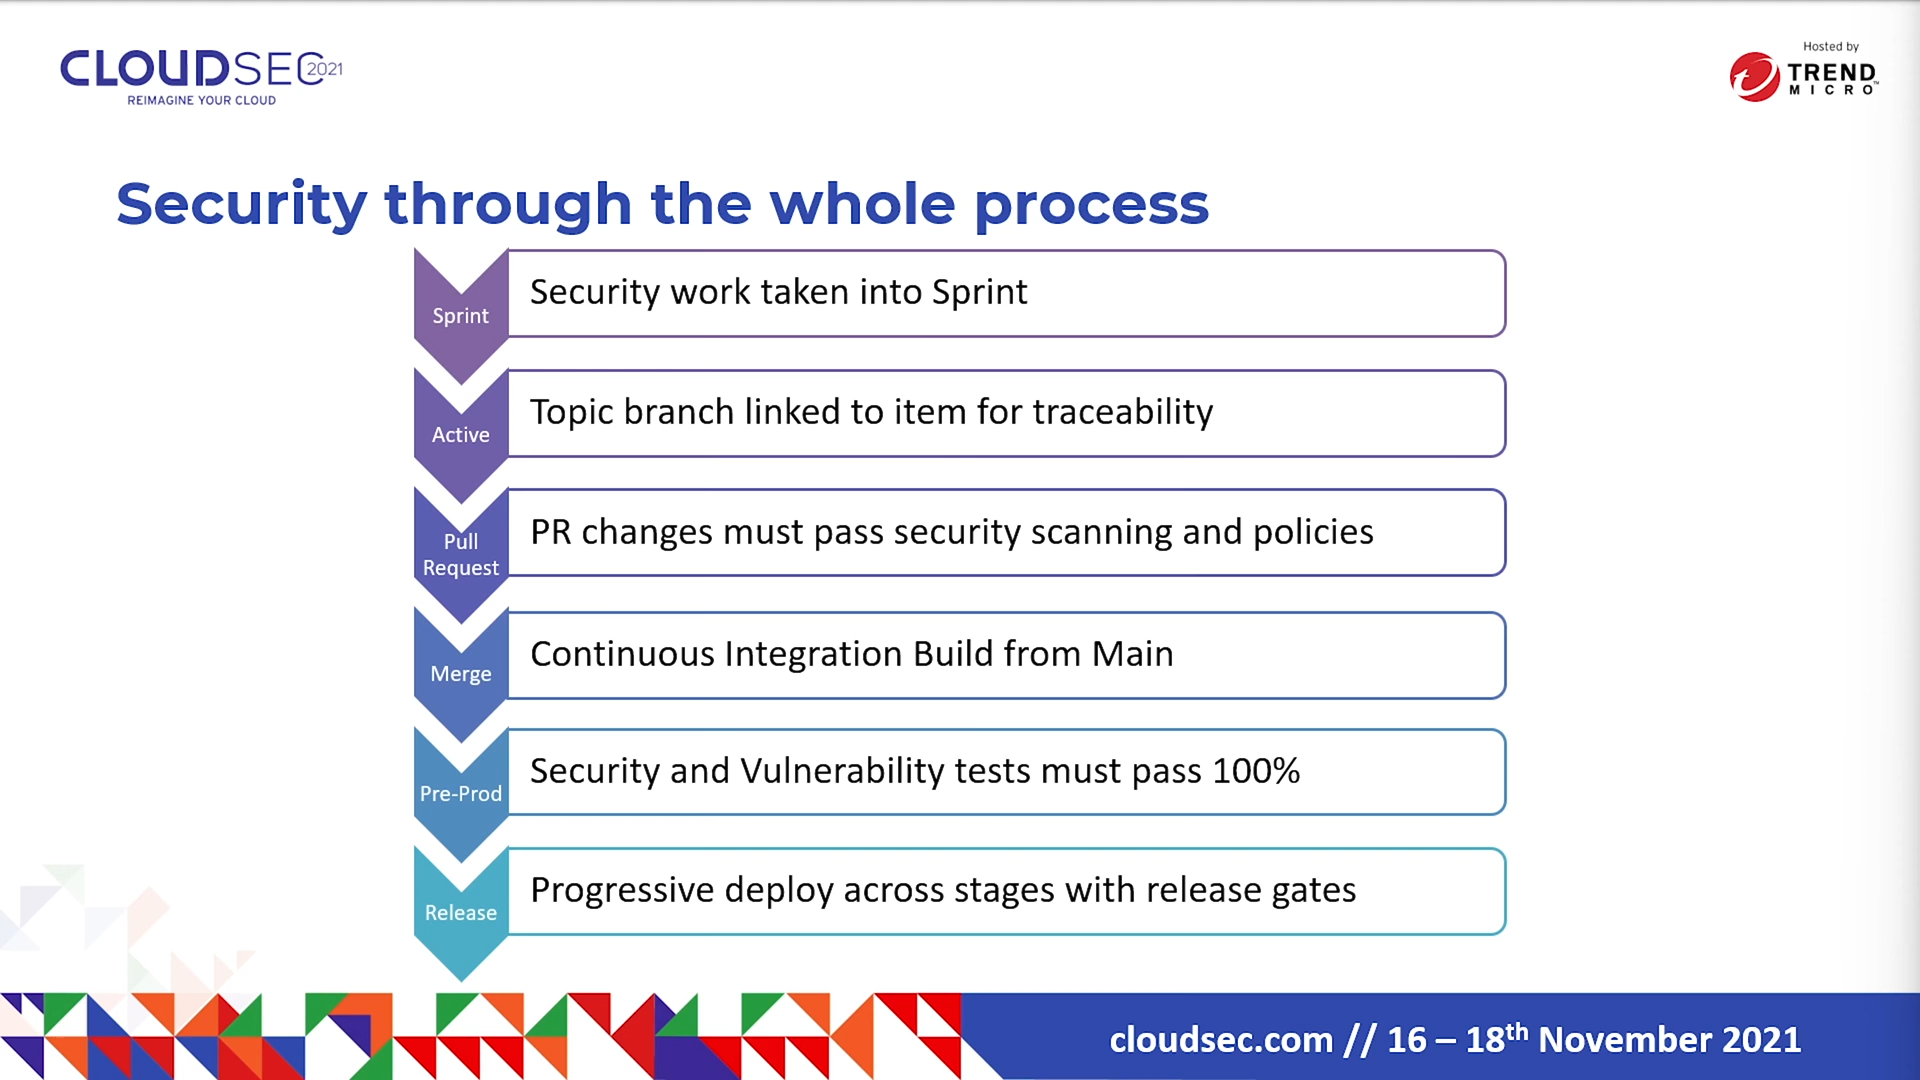 CLOUDSEC 2021
REIMAGINE YOUR CLOUD
Hosted by
TREND
MICRO™
Security through the whole process
Sprint
Security work taken into Sprint
Active
Topic branch linked to item for traceability
Pull
Request
PR changes must pass security scanning and policies
Merge
Continuous Integration Build from Main
Pre-Prod
Security and Vulnerability tests must pass 100%
Release
Progressive deploy across stages with release gates
cloudsec.com // 16 – 18th November 2021